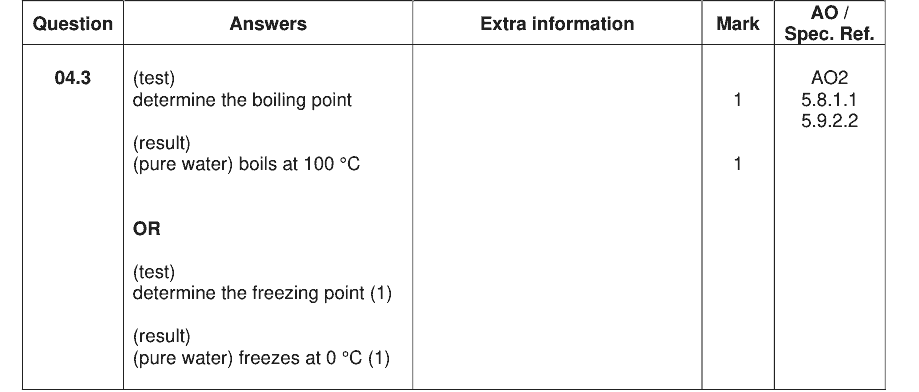 Question Answers Extra information Mark AO / Spec. Ref.
04.3 (test) AO2
determine the boiling point 1 5.8.1.1
5.9.2.2
(result)
(pure water) boils at 100 °C 1
OR
(test)
determine the freezing point (1)
(result)
(pure water) freezes at 0 °C (1)